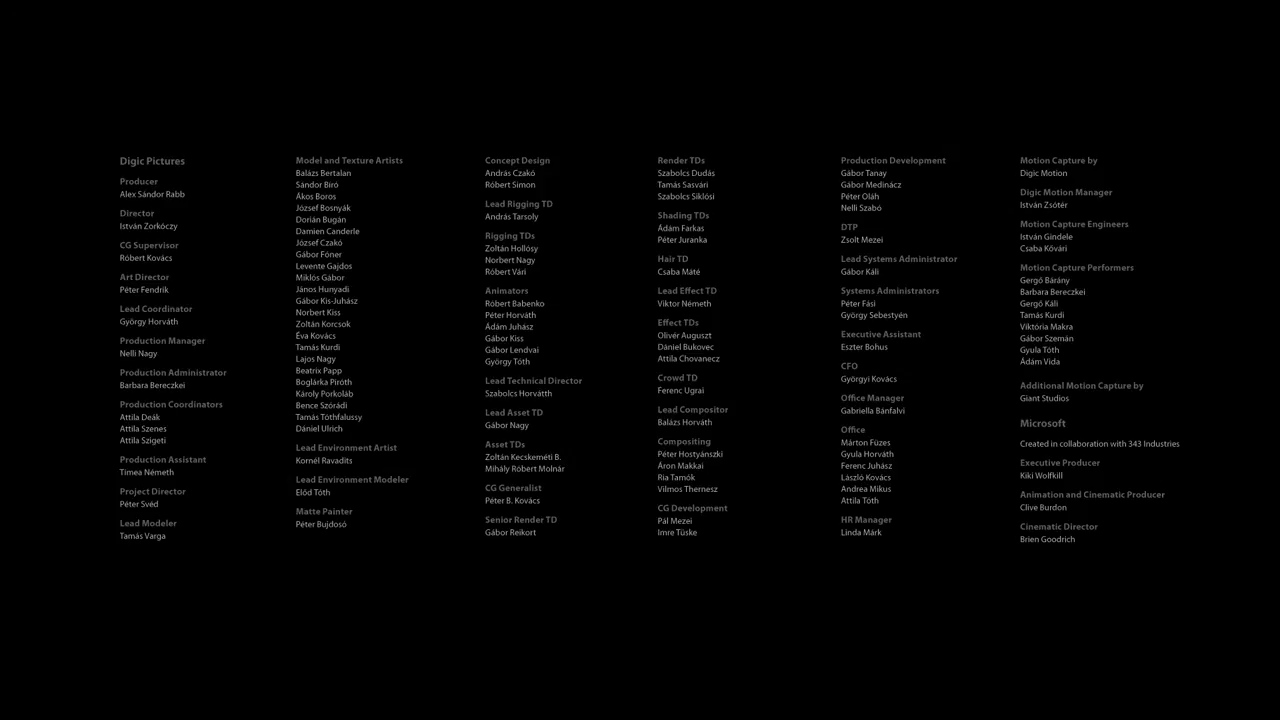 Digic Pictures
Producer
Alex Sándor Rabb
Director
István Zorkóczy
CG Supervisor
Róbert Kovács
Art Director
Péter Fendrik
Lead Coordinator
György Horváth
Production Manager
Nelli Nagy
Production Administrator
Barbara Bereczkei
Production Coordinators
Attila Deák
Attila Szenes
Attila Szigeti
Production Assistant
Tímea Németh
Project Director
Péter Svéd
Lead Modeler
Tamás Varga
Model and Texture Artists
Balázs Bertalan
Sándor Bíró
Ákos Boros
József Bosnyák
Dorián Bugán
Damien Canderle
József Czakó
Gábor Fóner
Levente Gajdos
Miklós Gábor
János Hunyadi
Gábor Kis-Juhász
Norbert Kiss
Zoltán Korcsok
Éva Kovács
Tamás Kurdi
Lajos Nagy
Beatrix Papp
Boglárka Piróth
Károly Porkoláb
Bence Szórádi
Tamás Tóthfalussy
Dániel Ulrich
Lead Environment Artist
Kornél Ravadits
Lead Environment Modeler
Előd Tóth
Matte Painter
Péter Bujdosó
Concept Design
András Czakó
Róbert Simon
Lead Rigging TD
András Tarsoly
Rigging TDs
Zoltán Hollósy
Norbert Nagy
Róbert Vári
Animators
Róbert Babenko
Péter Horváth
Ádám Juhász
Gábor Kiss
Gábor Lendvai
György Tóth
Lead Technical Director
Szabolcs Horvátth
Lead Asset TD
Gábor Nagy
Asset TDs
Zoltán Kecskeméti B.
Mihály Róbert Molnár
CG Generalist
Péter B. Kovács
Senior Render TD
Gábor Reikort
Render TDs
Szabolcs Dudás
Tamás Sasvári
Szabolcs Siklósi
Shading TDs
Ádám Farkas
Péter Juranka
Hair TD
Csaba Máté
Lead Effect TD
Viktor Németh
Effect TDs
Olivér Auguszt
Dániel Bukovec
Attila Chovanecz
Crowd TD
Ferenc Ugrai
Lead Compositor
Balázs Horváth
Compositing
Péter Hostyánszki
Áron Makkai
Ria Tamók
Vilmos Thernesz
CG Development
Pál Mezei
Imre Tüske
Production Development
Gábor Tanay
Gábor Medinácz
Péter Oláh
Nelli Szabó
DTP
Zsolt Mezei
Lead Systems Administrator
Gábor Káli
Systems Administrators
Péter Fási
György Sebestyén
Executive Assistant
Eszter Bohus
CFO
Györgyi Kovács
Office Manager
Gabriella Bánfalvi
Office
Márton Füzes
Gyula Horváth
Ferenc Juhász
László Kovács
Andrea Mikus
Attila Tóth
HR Manager
Linda Márk
Motion Capture by
Digic Motion
Digic Motion Manager
István Zsótér
Motion Capture Engineers
István Gindele
Csaba Kővári
Motion Capture Performers
Gergő Bárány
Barbara Bereczkei
Gergő Káli
Tamás Kurdi
Viktória Makra
Gábor Szemán
Gyula Tóth
Ádám Vida
Additional Motion Capture by
Giant Studios
Microsoft
Created in collaboration with 343 Industries
Executive Producer
Kiki Wolfkill
Animation and Cinematic Producer
Clive Burdon
Cinematic Director
Brien Goodrich